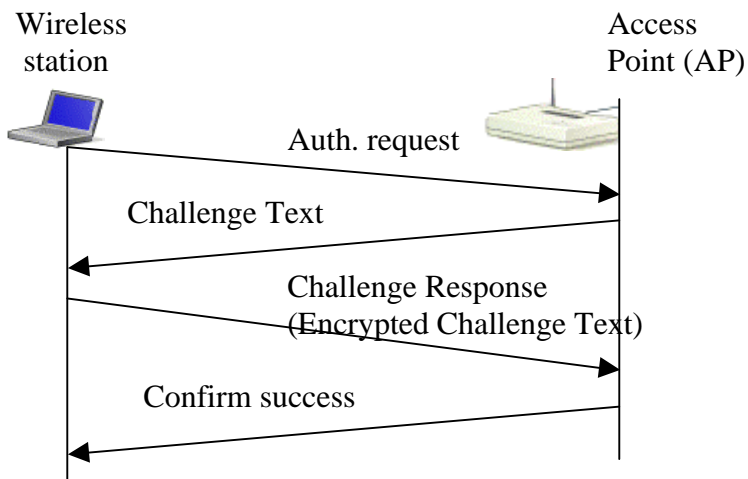 Wireless
station
Access
Point (AP)
Auth. request
Challenge Text
Challenge Response
(Encrypted Challenge Text)
Confirm success